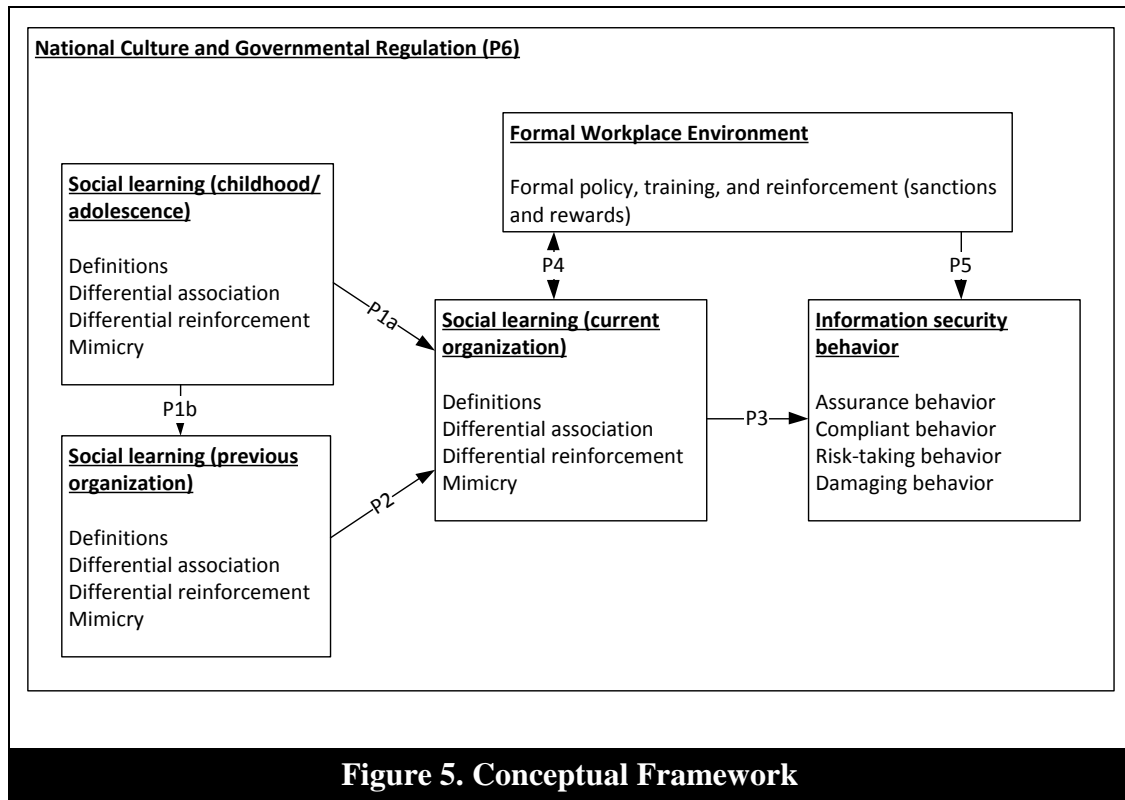 National Culture and Governmental Regulation (P6)
Formal Workplace Environment
Formal policy, training, and reinforcement (sanctions
and rewards)
Social learning (childhood/
adolescence)
Definitions
Differential association
Differential reinforcement
Mimicry
P4
P5
P1a
Social learning (current
organization)
Definitions
Differential association
Differential reinforcement
Mimicry
Information security
behavior
Assurance behavior
Compliant behavior
Risk-taking behavior
Damaging behavior
P1b
P3
Social learning (previous
organization)
Definitions
Differential association
Differential reinforcement
Mimicry
P2
Figure 5. Conceptual Framework